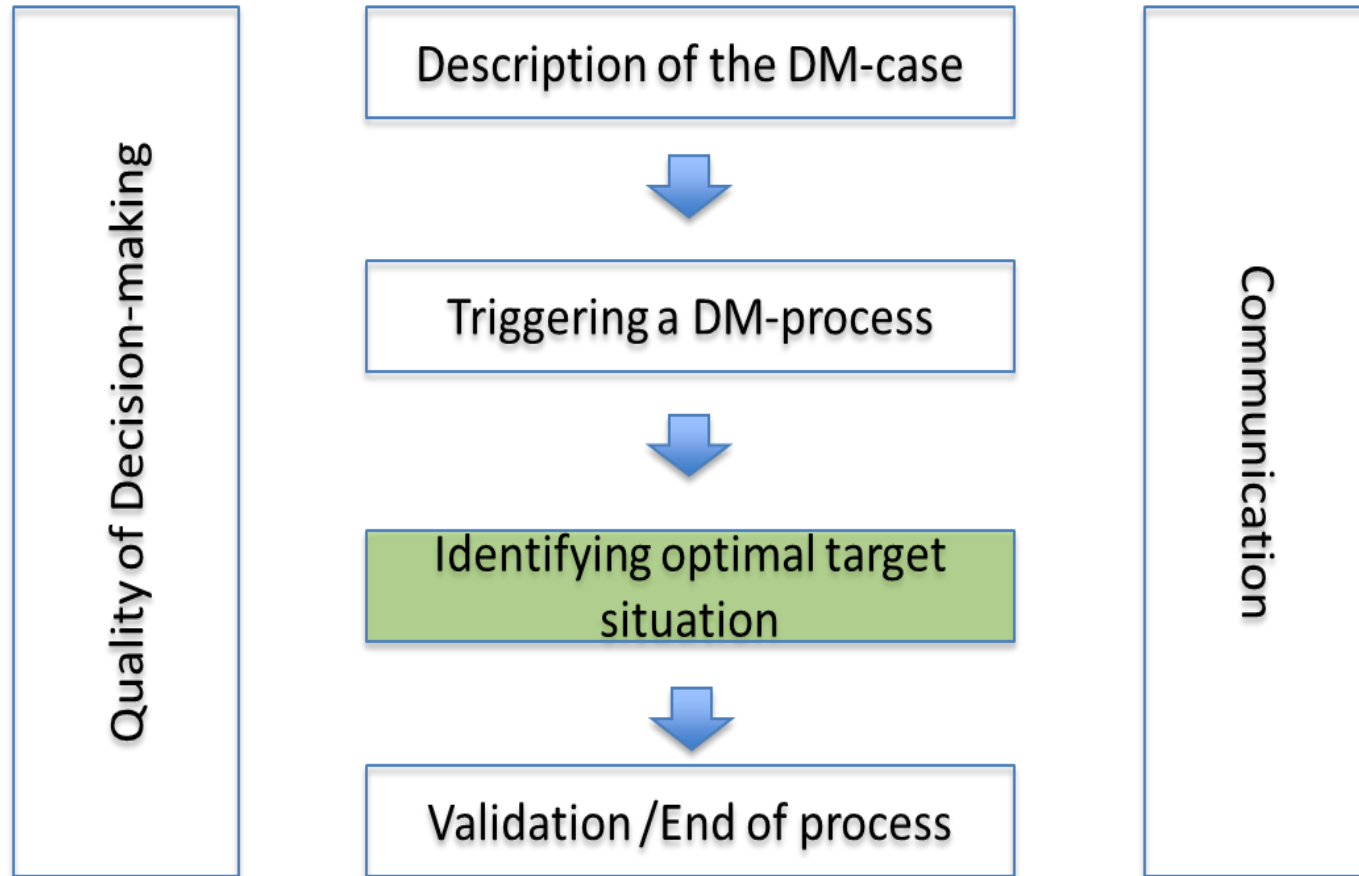 Quality of Decision-making
Description of the DM-case
Triggering a DM-process
Identifying optimal target
situation
Validation /End of process
Communication